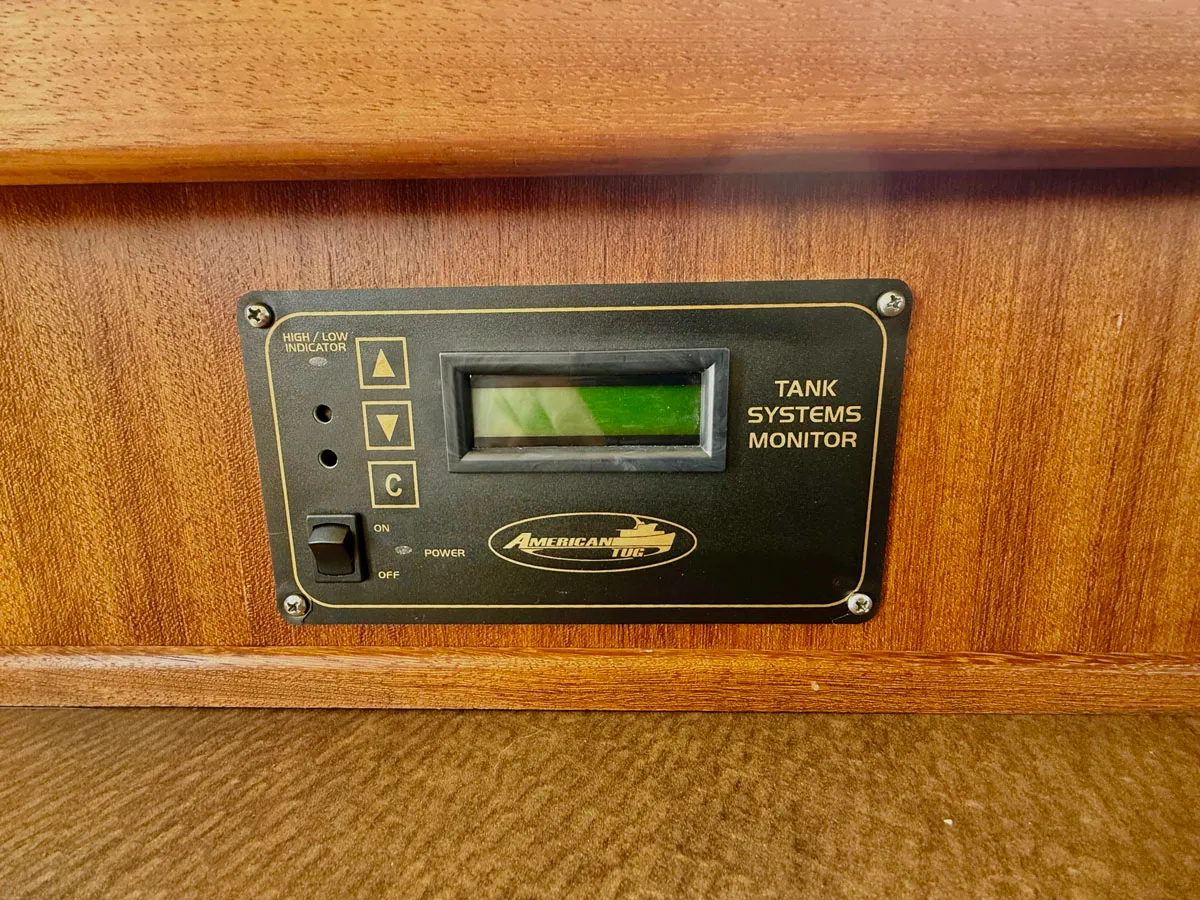 HIGH / LOW
INDICATOR
C
ON
POWER
OFF
TANK
SYSTEMS
MONITOR
AMERICAN
TUG